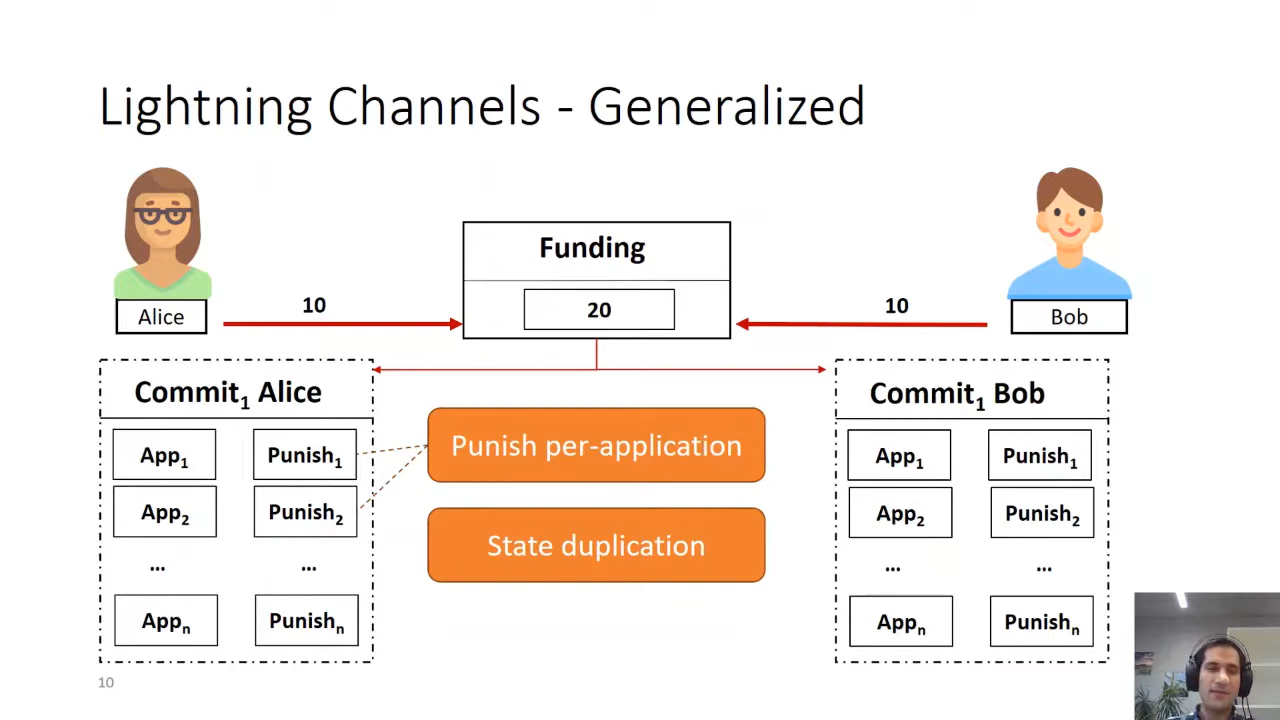 Lightning Channels - Generalized
Funding
20
10
10
Alice
Bob
Commit₁ Alice
App₁ Punish₁
App₂ Punish₂
... ...
Appₙ Punishₙ
Punish per-application
State duplication
Commit₁ Bob
App₁ Punish₁
App₂ Punish₂
... ...
Appₙ Punishₙ
10